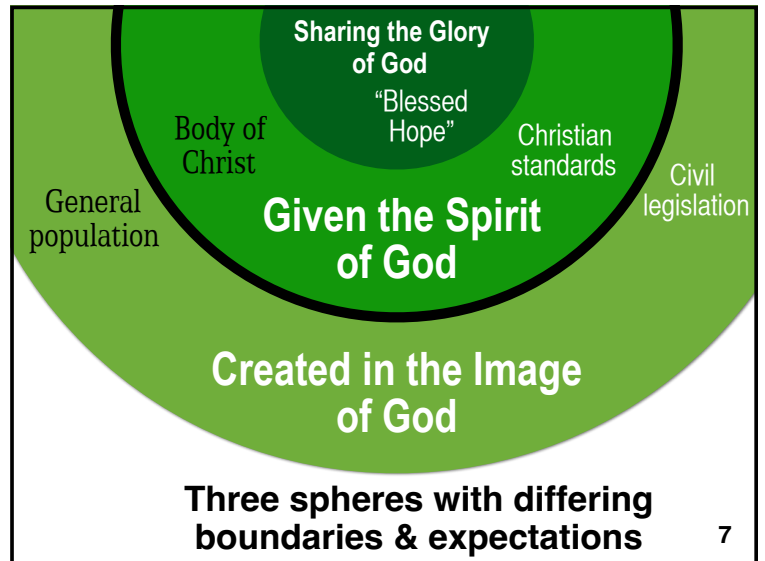 Sharing the Glory
of God
“Blessed
Hope”
Body of
Christ
Christian
standards
General
population
Civil
legislation
Given the Spirit
of God
Created in the Image
of God
Three spheres with differing
boundaries & expectations
7